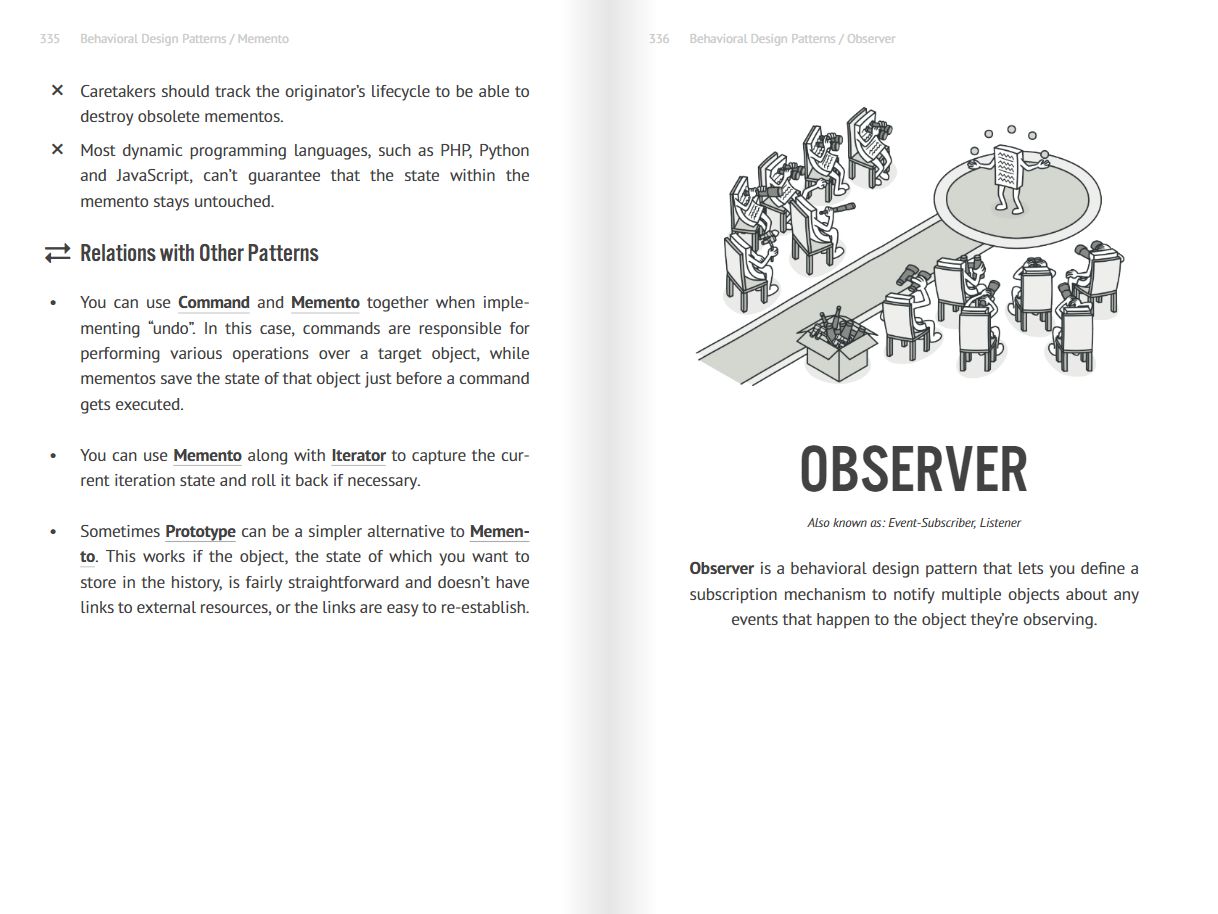 335 Behavioral Design Patterns / Memento
× Caretakers should track the originator’s lifecycle to be able to
destroy obsolete mementos.
× Most dynamic programming languages, such as PHP, Python
and JavaScript, can’t guarantee that the state within the
memento stays untouched.
Relations with Other Patterns
• You can use Command and Memento together when imple-
menting “undo”. In this case, commands are responsible for
performing various operations over a target object, while
mementos save the state of that object just before a command
gets executed.
• You can use Memento along with Iterator to capture the cur-
rent iteration state and roll it back if necessary.
• Sometimes Prototype can be a simpler alternative to Memen-
to. This works if the object, the state of which you want to
store in the history, is fairly straightforward and doesn’t have
links to external resources, or the links are easy to re-establish.
336 Behavioral Design Patterns / Observer
OBSERVER
Also known as: Event-Subscriber, Listener
Observer is a behavioral design pattern that lets you define a
subscription mechanism to notify multiple objects about any
events that happen to the object they’re observing.